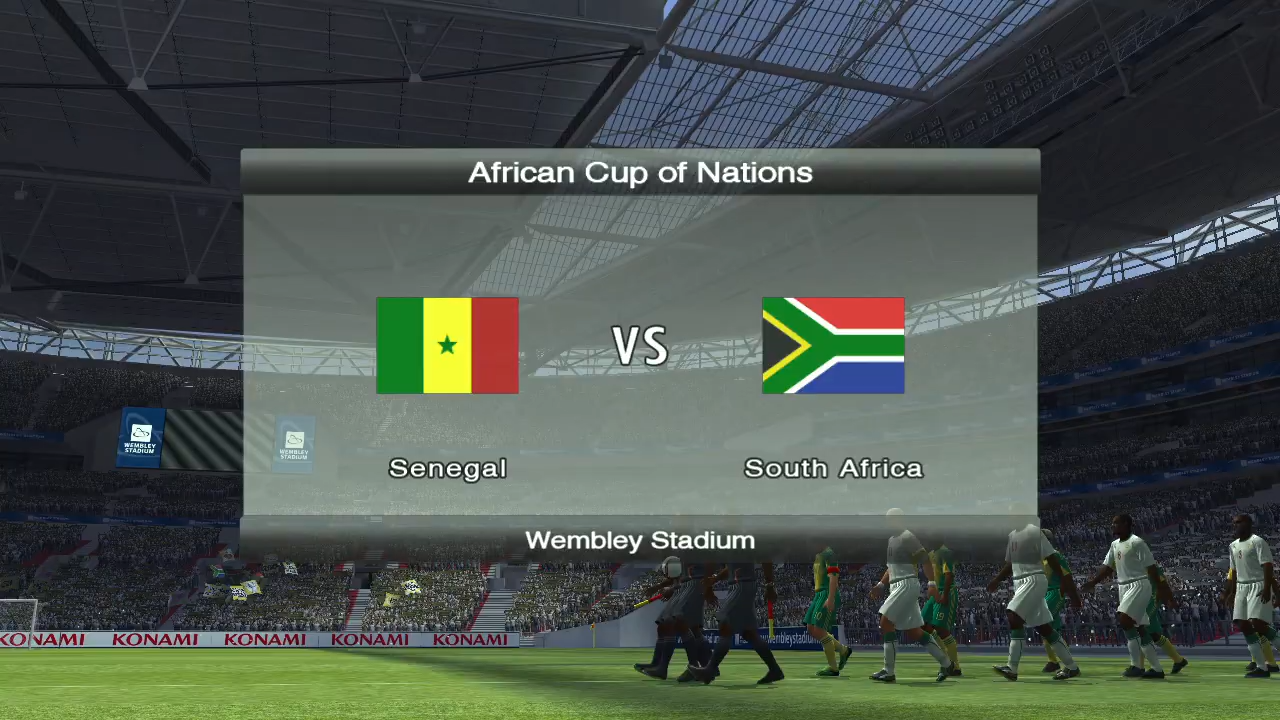 African Cup of Nations
VS
Senegal
South Africa
Wembley Stadium
WEMBLEY
STADIUM
WEMBLEY
STADIUM
KONAMI KONAMI KONAMI KONAMI KONAMI